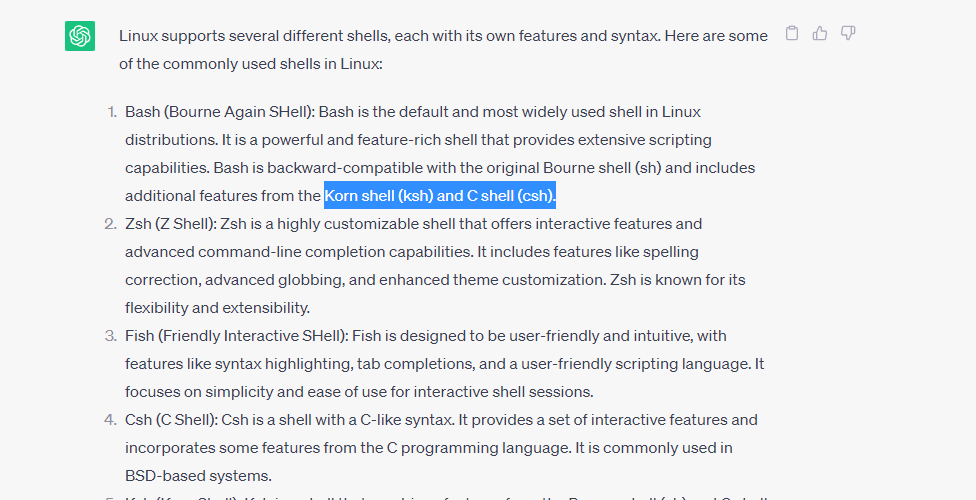 Linux supports several different shells, each with its own features and syntax. Here are some
of the commonly used shells in Linux:
1. Bash (Bourne Again SHell): Bash is the default and most widely used shell in Linux
distributions. It is a powerful and feature-rich shell that provides extensive scripting
capabilities. Bash is backward-compatible with the original Bourne shell (sh) and includes
additional features from the Korn shell (ksh) and C shell (csh).
2. Zsh (Z Shell): Zsh is a highly customizable shell that offers interactive features and
advanced command-line completion capabilities. It includes features like spelling
correction, advanced globbing, and enhanced theme customization. Zsh is known for its
flexibility and extensibility.
3. Fish (Friendly Interactive SHell): Fish is designed to be user-friendly and intuitive, with
features like syntax highlighting, tab completions, and a user-friendly scripting language. It
focuses on simplicity and ease of use for interactive shell sessions.
4. Csh (C Shell): Csh is a shell with a C-like syntax. It provides a set of interactive features and
incorporates some features from the C programming language. It is commonly used in
BSD-based systems.